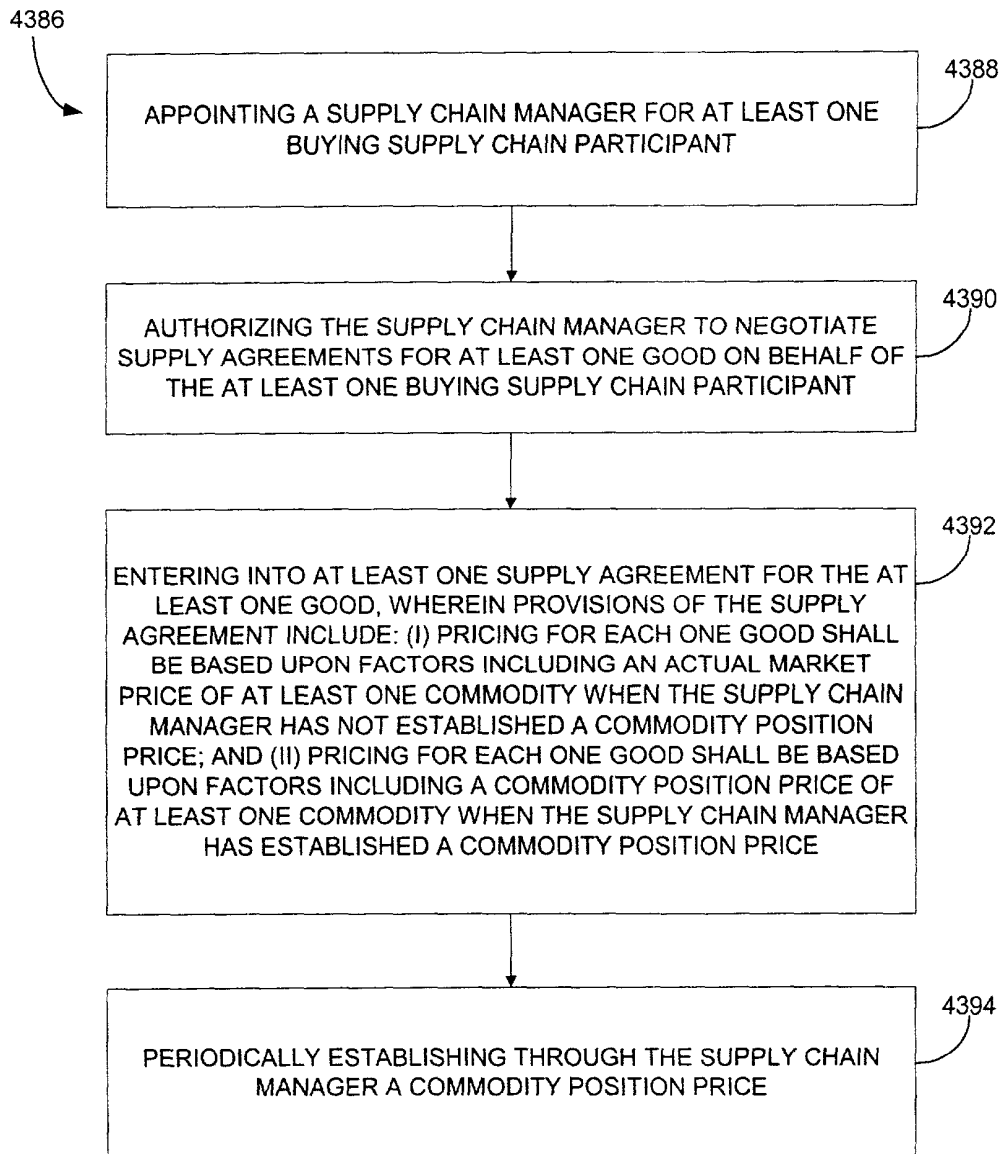 4386
4388
APPOINTING A SUPPLY CHAIN MANAGER FOR AT LEAST ONE
BUYING SUPPLY CHAIN PARTICIPANT
4390
AUTHORIZING THE SUPPLY CHAIN MANAGER TO NEGOTIATE
SUPPLY AGREEMENTS FOR AT LEAST ONE GOOD ON BEHALF OF
THE AT LEAST ONE BUYING SUPPLY CHAIN PARTICIPANT
4392
ENTERING INTO AT LEAST ONE SUPPLY AGREEMENT FOR THE AT
LEAST ONE GOOD, WHEREIN PROVISIONS OF THE SUPPLY
AGREEMENT INCLUDE: (I) PRICING FOR EACH ONE GOOD SHALL
BE BASED UPON FACTORS INCLUDING AN ACTUAL MARKET
PRICE OF AT LEAST ONE COMMODITY WHEN THE SUPPLY CHAIN
MANAGER HAS NOT ESTABLISHED A COMMODITY POSITION
PRICE; AND (II) PRICING FOR EACH ONE GOOD SHALL BE BASED
UPON FACTORS INCLUDING A COMMODITY POSITION PRICE OF
AT LEAST ONE COMMODITY WHEN THE SUPPLY CHAIN MANAGER
HAS ESTABLISHED A COMMODITY POSITION PRICE
4394
PERIODICALLY ESTABLISHING THROUGH THE SUPPLY CHAIN
MANAGER A COMMODITY POSITION PRICE